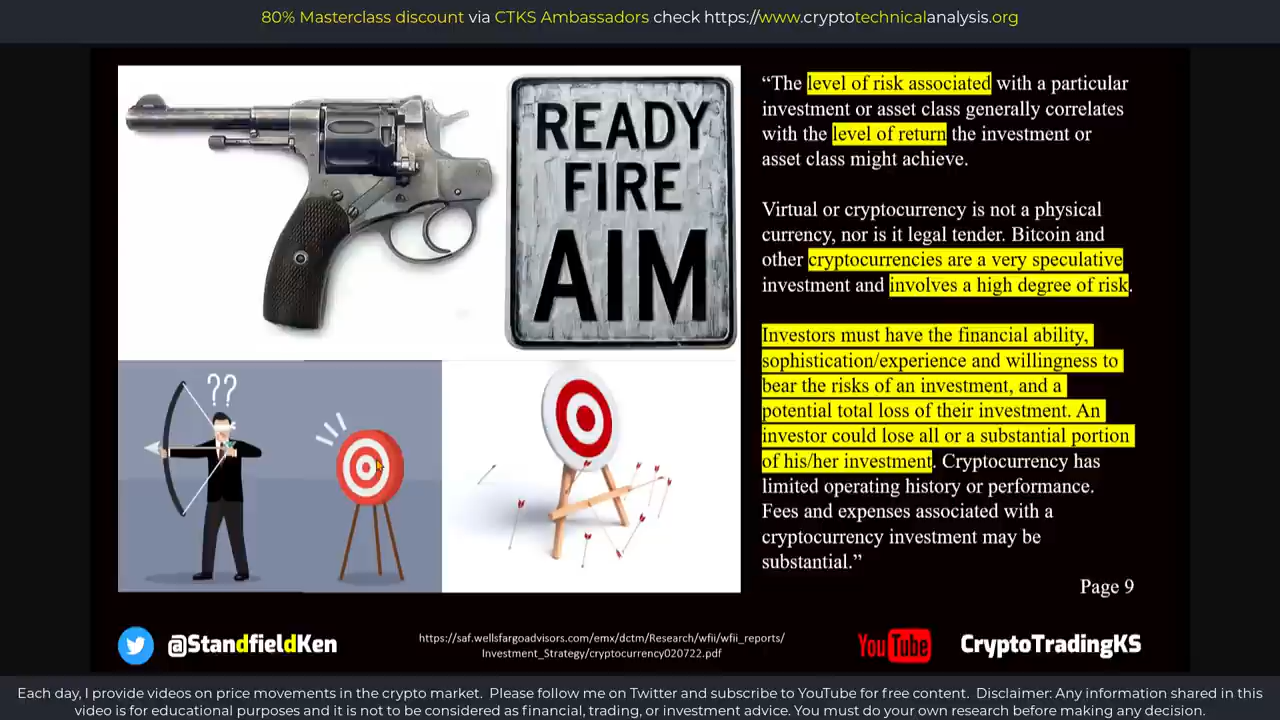 80% Masterclass discount via CTKS Ambassadors check https://www.cryptotechnicalanalysis.org
READY
FIRE
AIM
??
“The level of risk associated with a particular
investment or asset class generally correlates
with the level of return the investment or
asset class might achieve.
Virtual or cryptocurrency is not a physical
currency, nor is it legal tender. Bitcoin and
other cryptocurrencies are a very speculative
investment and involves a high degree of risk.
Investors must have the financial ability,
sophistication/experience and willingness to
bear the risks of an investment, and a
potential total loss of their investment. An
investor could lose all or a substantial portion
of his/her investment. Cryptocurrency has
limited operating history or performance.
Fees and expenses associated with a
cryptocurrency investment may be
substantial.”
Page 9
@StandfieldKen
https://saf.wellsfargoadvisors.com/emx/dctm/Research/wfii/wfii_reports/
Investment_Strategy/cryptocurrency020722.pdf
YouTube
CryptoTradingKS
Each day, I provide videos on price movements in the crypto market. Please follow me on Twitter and subscribe to YouTube for free content. Disclaimer: Any information shared in this
video is for educational purposes and it is not to be considered as financial, trading, or investment advice. You must do your own research before making any decision.